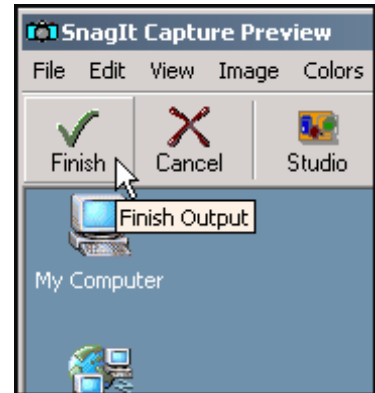 SnagIt Capture Preview
File Edit View Image Colors
Finish Cancel Studio
Finish Output
My Computer